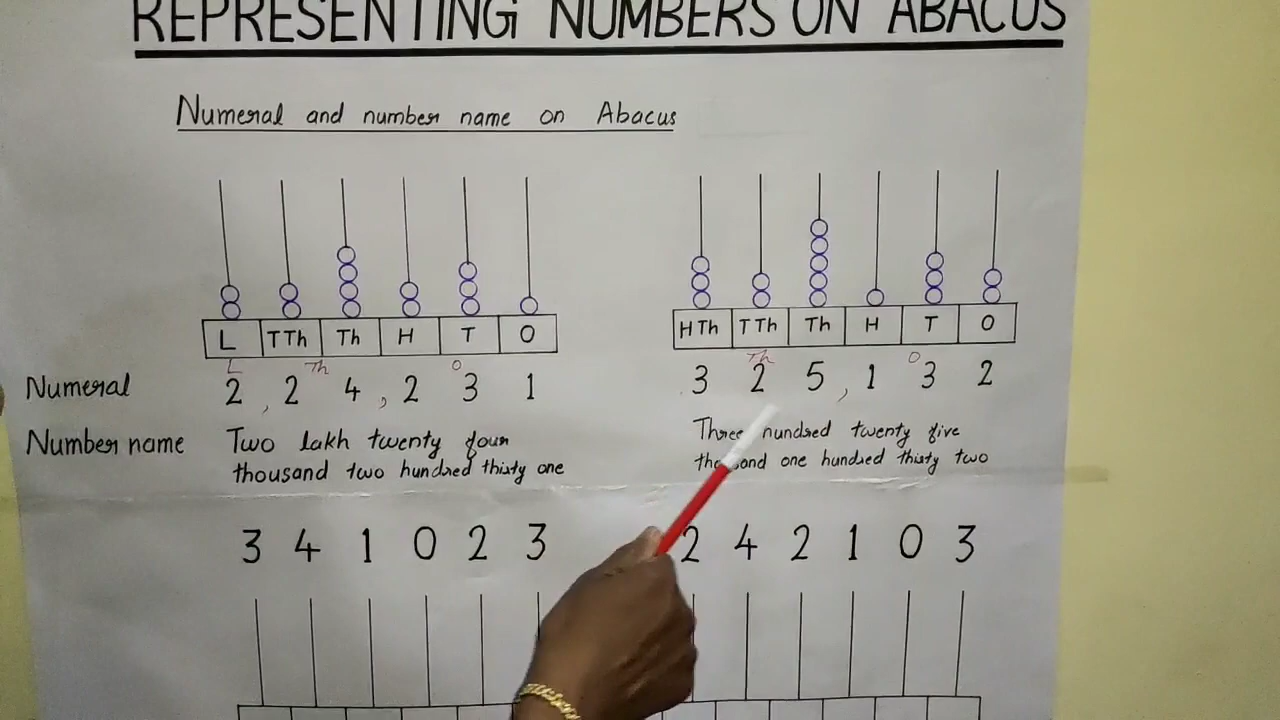 REPRESENTING NUMBERS ON ABACUS
Numeral and number name on Abacus
L TTh Th H T O
HTh TTh Th H T O
L Th O
Th O
Numeral 2, 2 4, 2 3 1
3 2 5, 1 3 2
Number name Two lakh twenty four
thousand two hundred thirty one
Three hundred twenty five
thousand one hundred thirty two
3 4 1 0 2 3
2 4 2 1 0 3